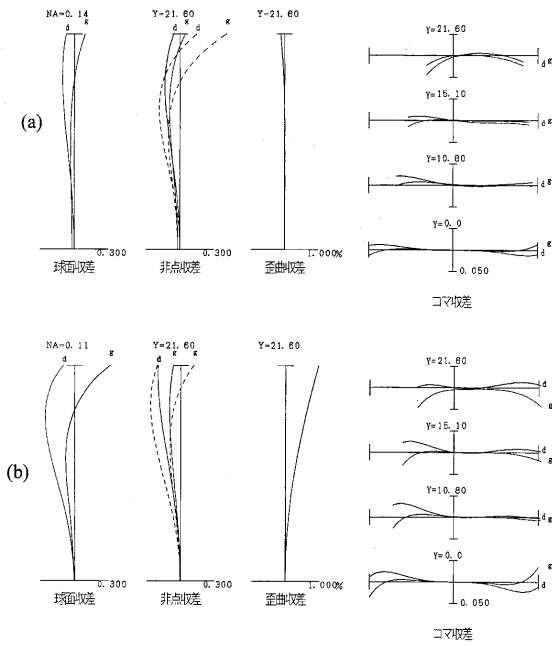 (a)
NA=0.14
d g
0.300
球面収差
Y=21.60
d g d g
0.300
非点収差
Y=21.60
1.000%
歪曲収差
Y=21.60
d g
Y=15.10
d g
Y=10.80
d g
Y=0.0
d g
0.050
コマ収差
(b)
NA=0.11
d g
0.300
球面収差
Y=21.60
d g g
0.300
非点収差
Y=21.60
1.000%
歪曲収差
Y=21.60
d
g
Y=15.10
d
g
Y=10.80
d g
Y=0.0
g
d
0.050
コマ収差